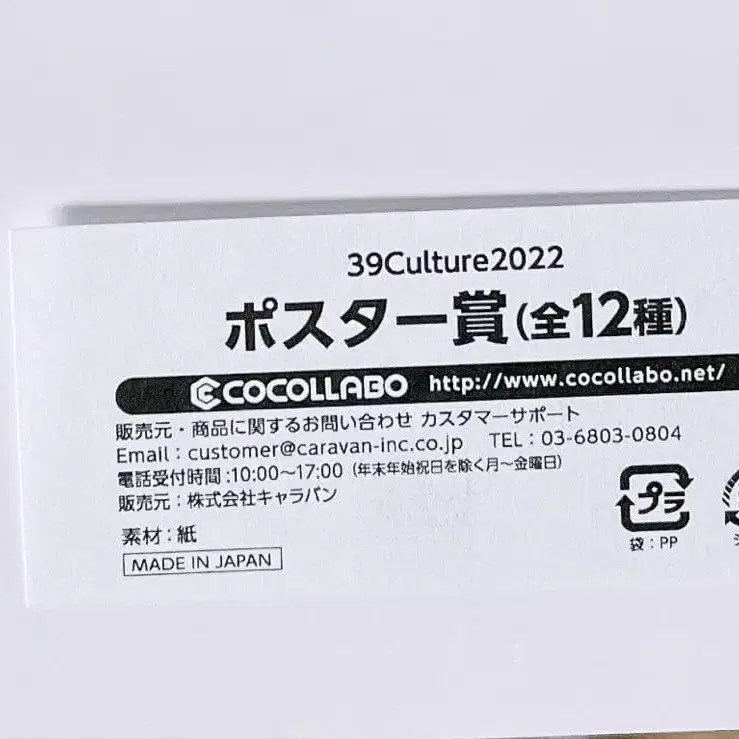 39Culture2022
ポスター賞(全12種)
COCOLLABO http://www.cocollabo.net/
販売元・商品に関するお問い合わせ カスタマーサポート
Email：customer@caravan-inc.co.jp TEL：03-6803-0804
電話受付時間:10:00〜17:00（年末年始祝日を除く月〜金曜日）
販売元：株式会社キャラバン
素材：紙
MADE IN JAPAN
プラ
袋：PP